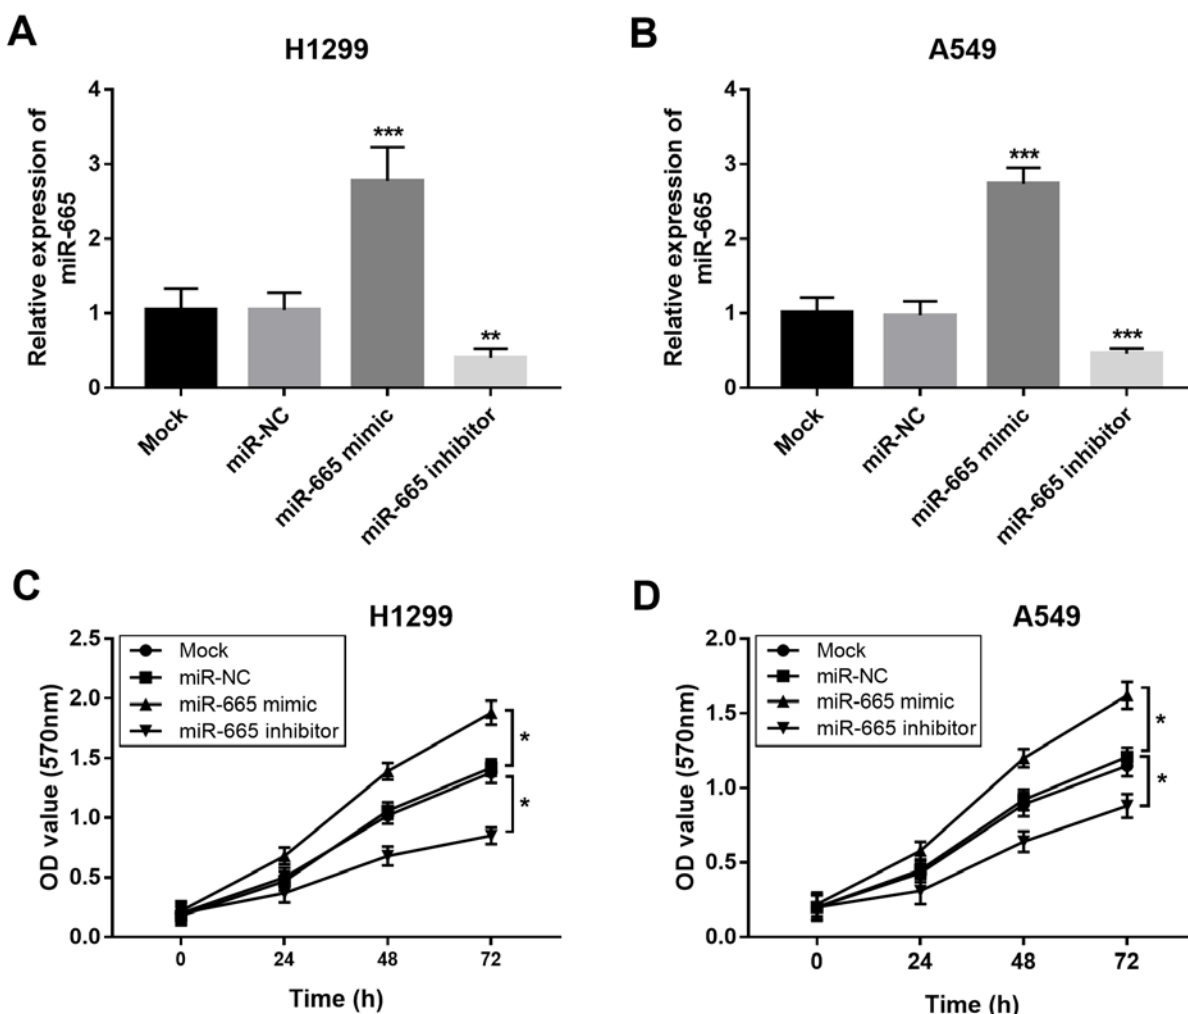 A
H1299
Relative expression of
miR-665
4
3
2
1
0
***
**
Mock
miR-NC
miR-665 mimic
miR-665 inhibitor
B
A549
Relative expression of
miR-665
4
3
2
1
0
***
***
Mock
miR-NC
miR-665 mimic
miR-665 inhibitor
C
H1299
OD value (570nm)
2.5
2.0
1.5
1.0
0.5
0.0
Mock
miR-NC
miR-665 mimic
miR-665 inhibitor
*
*
0 24 48 72
Time (h)
D
A549
OD value (570nm)
2.0
1.5
1.0
0.5
0.0
Mock
miR-NC
miR-665 mimic
miR-665 inhibitor
*
*
0 24 48 72
Time (h)